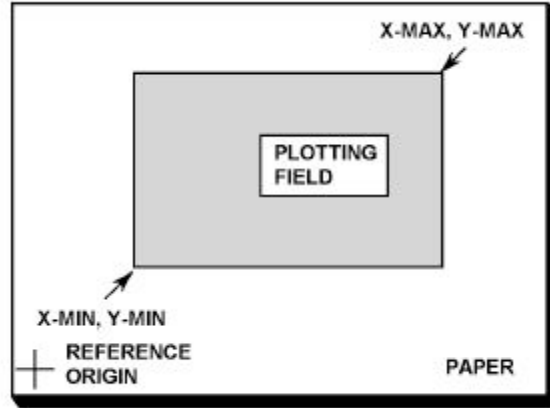 X-MAX, Y-MAX
PLOTTING
FIELD
X-MIN, Y-MIN
REFERENCE
ORIGIN
PAPER